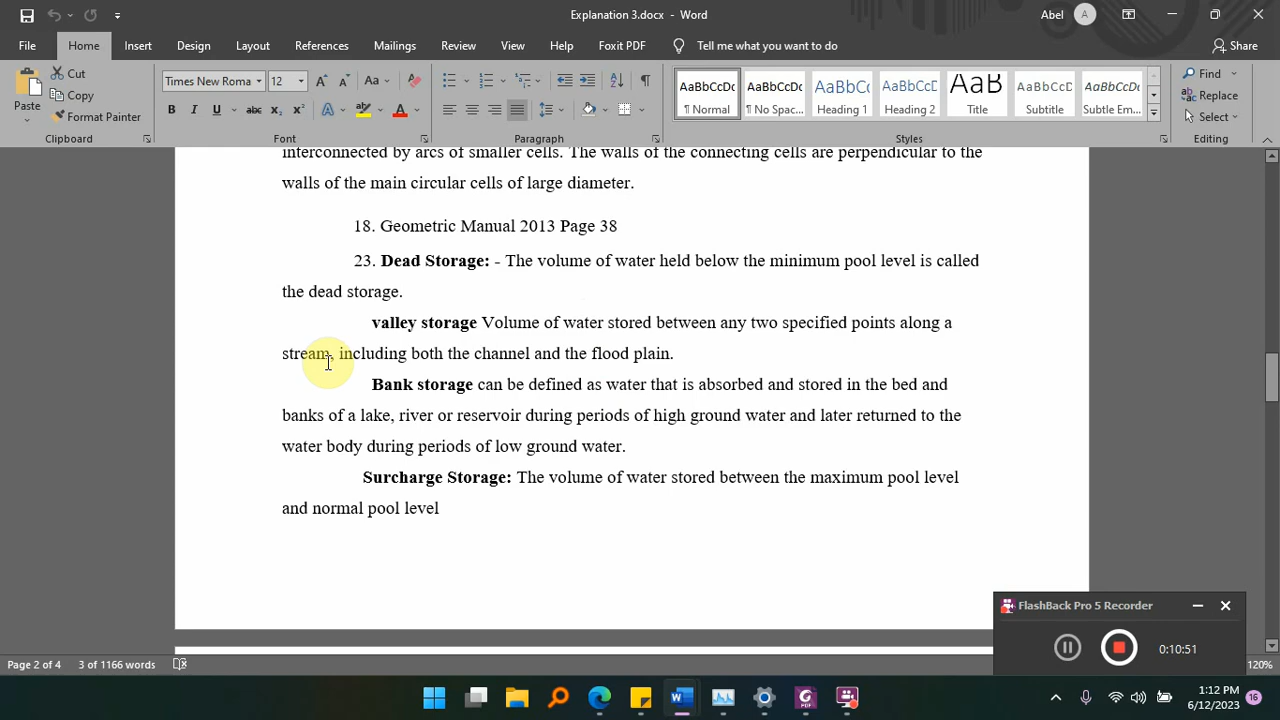 Explanation 3.docx - Word
Abel
A
File Home Insert Design Layout References Mailings Review View Help Foxit PDF Tell me what you want to do Share
Paste
Cut
Copy
Format Painter
Clipboard
Times New Roma 12
Font
Paragraph
AaBbCcDc AaBbCcDc AaBbCc AaBbCcD AaB AaBbCcD AaBbCcDc
¶ Normal ¶ No Spac... Heading 1 Heading 2 Title Subtitle Subtle Em...
Styles
Find
Replace
Select
Editing
interconnected by arcs of smaller cells. The walls of the connecting cells are perpendicular to the
walls of the main circular cells of large diameter.
18. Geometric Manual 2013 Page 38
23. Dead Storage: - The volume of water held below the minimum pool level is called
the dead storage.
valley storage Volume of water stored between any two specified points along a
stream, including both the channel and the flood plain.
Bank storage can be defined as water that is absorbed and stored in the bed and
banks of a lake, river or reservoir during periods of high ground water and later returned to the
water body during periods of low ground water.
Surcharge Storage: The volume of water stored between the maximum pool level
and normal pool level
FlashBack Pro 5 Recorder
0:10:51
Page 2 of 4 3 of 1166 words
120%
1:12 PM
6/12/2023
16